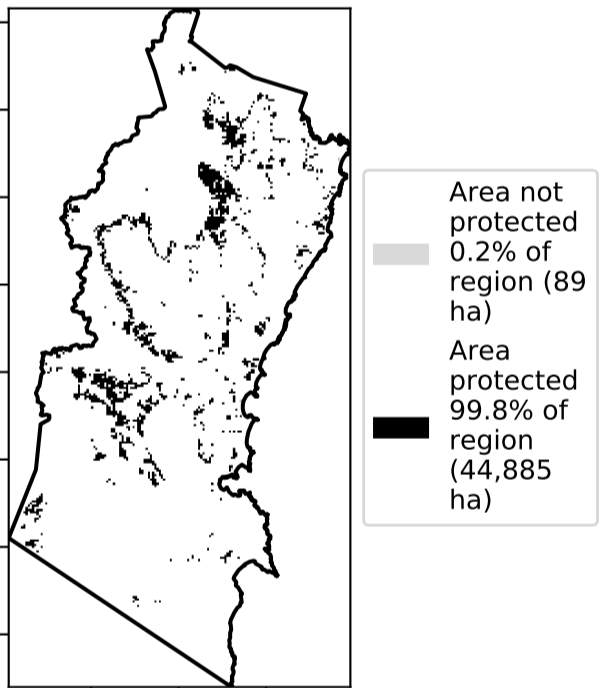 Area not
protected
0.2% of
region (89
ha)
Area
protected
99.8% of
region
(44,885
ha)